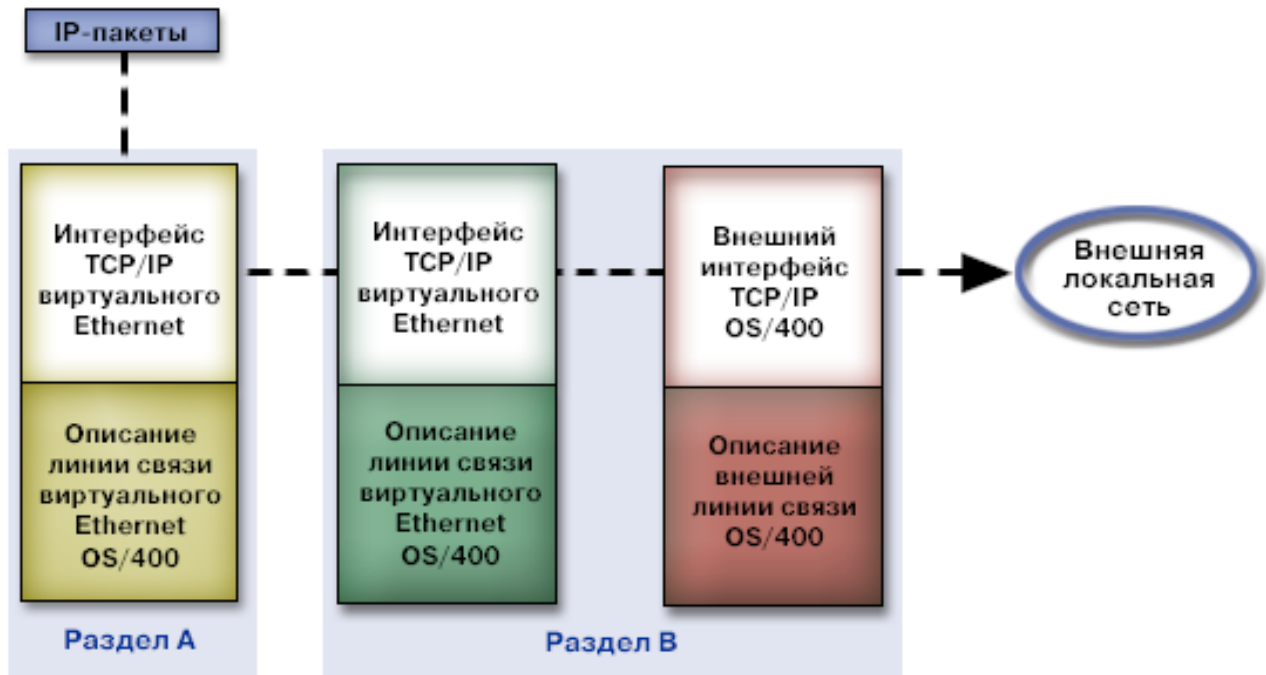 IP-пакеты
Интерфейс
TCP/IP
виртуального
Ethernet
Описание
линии связи
виртуального
Ethernet
OS/400
Раздел А
Интерфейс
TCP/IP
виртуального
Ethernet
Описание
линии связи
виртуального
Ethernet
OS/400
Внешний
интерфейс
TCP/IP
OS/400
Описание
внешней
линии связи
OS/400
Раздел В
Внешняя
локальная
сеть